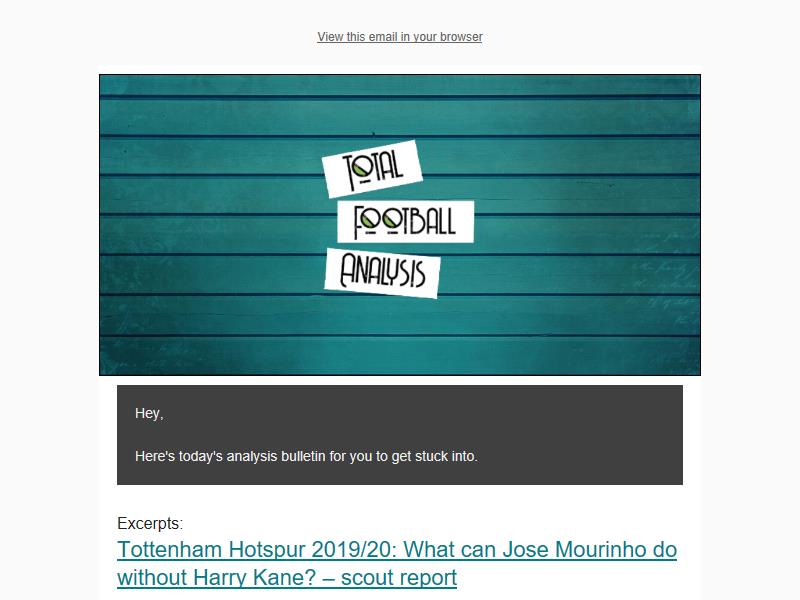 View this email in your browser
TOTAL
FOOTBALL
ANALYSIS
Hey,
Here's today's analysis bulletin for you to get stuck into.
Excerpts:
Tottenham Hotspur 2019/20: What can Jose Mourinho do
without Harry Kane? – scout report